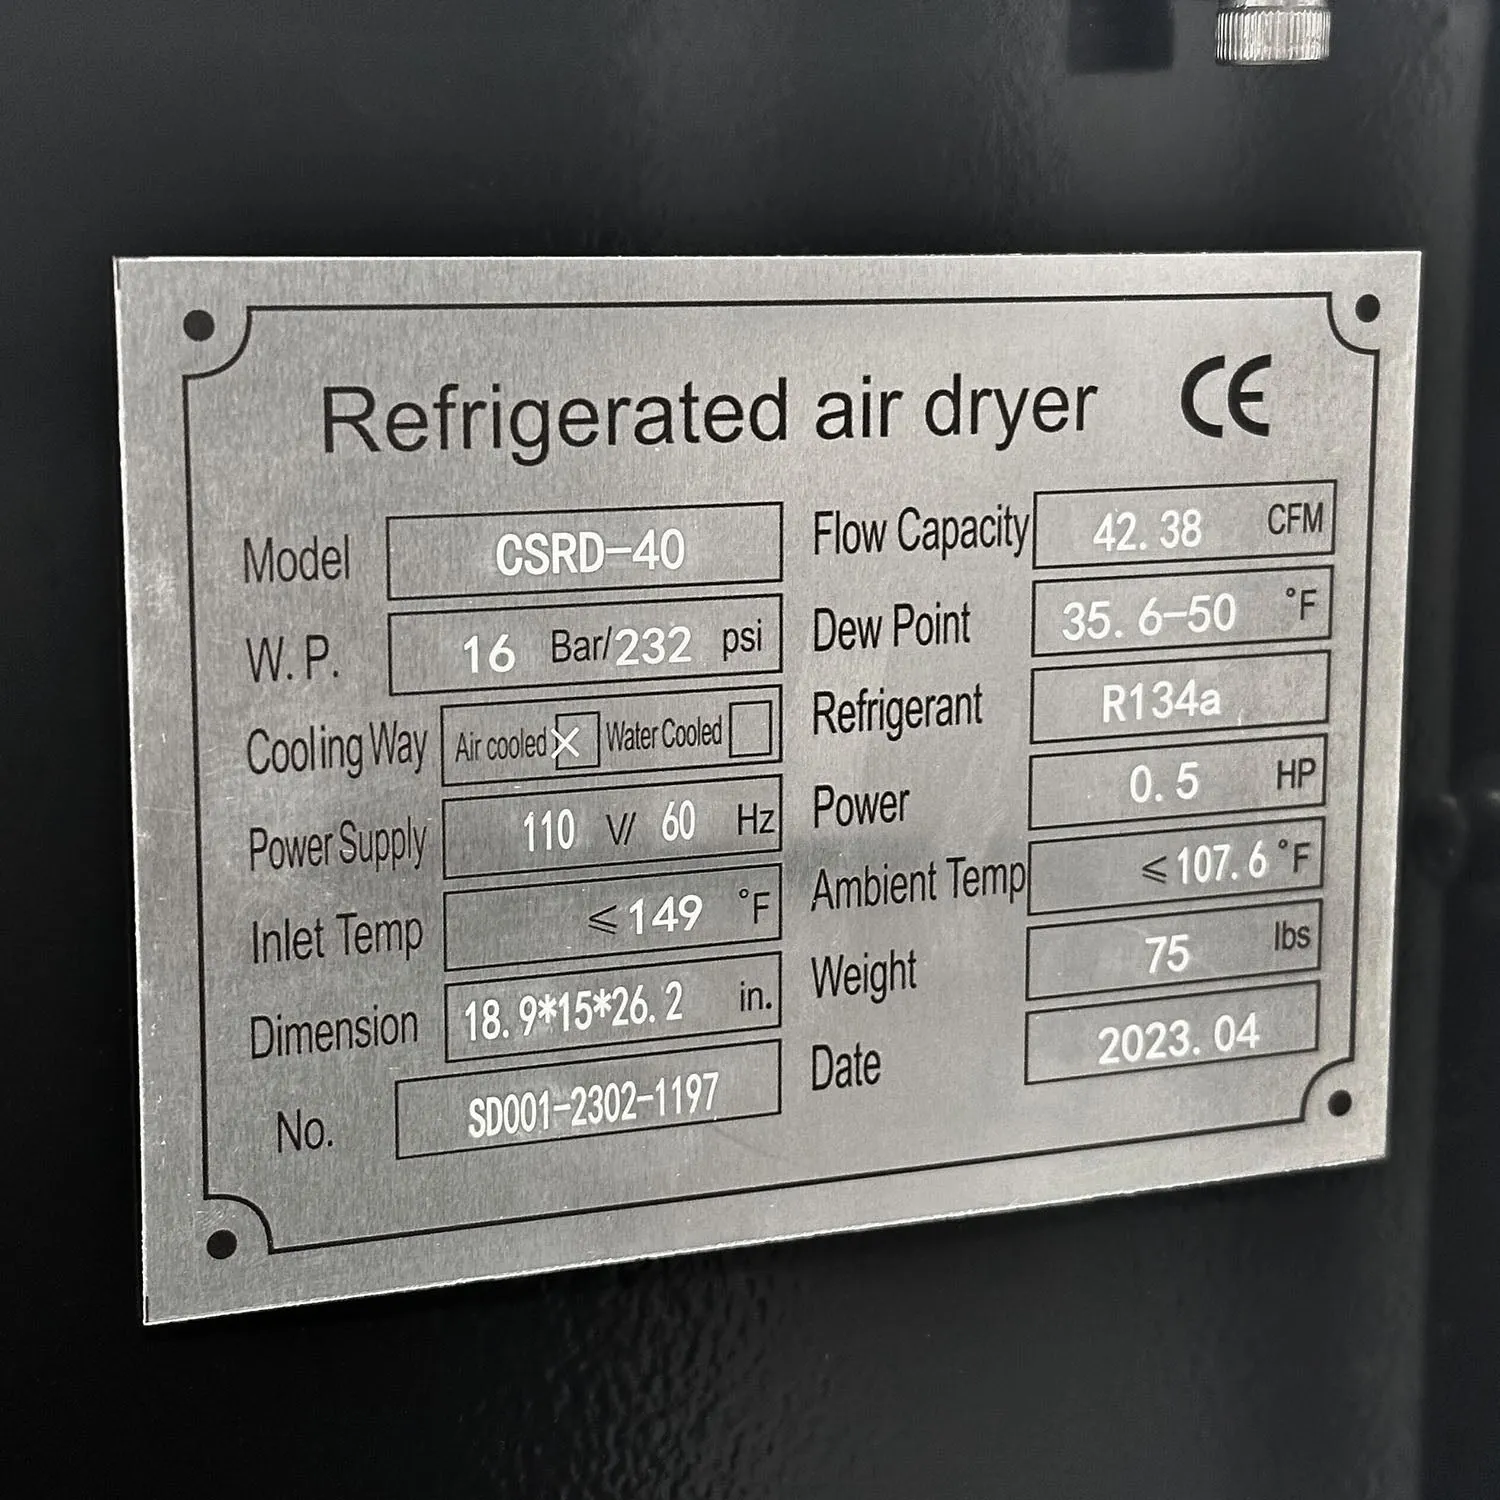 Refrigerated air dryer CE
Model CSRD-40
W. P. 16 Bar/232 psi
Cooling Way Air cooled Water Cooled
Power Supply 110 V/ 60 Hz
Inlet Temp ≤149 °F
Dimension 18. 9*15*26. 2 in.
No. SD001-2302-1197
Flow Capacity 42. 38 CFM
Dew Point 35. 6-50 °F
Refrigerant R134a
Power 0. 5 HP
Ambient Temp ≤107. 6 °F
Weight 75 lbs
Date 2023. 04